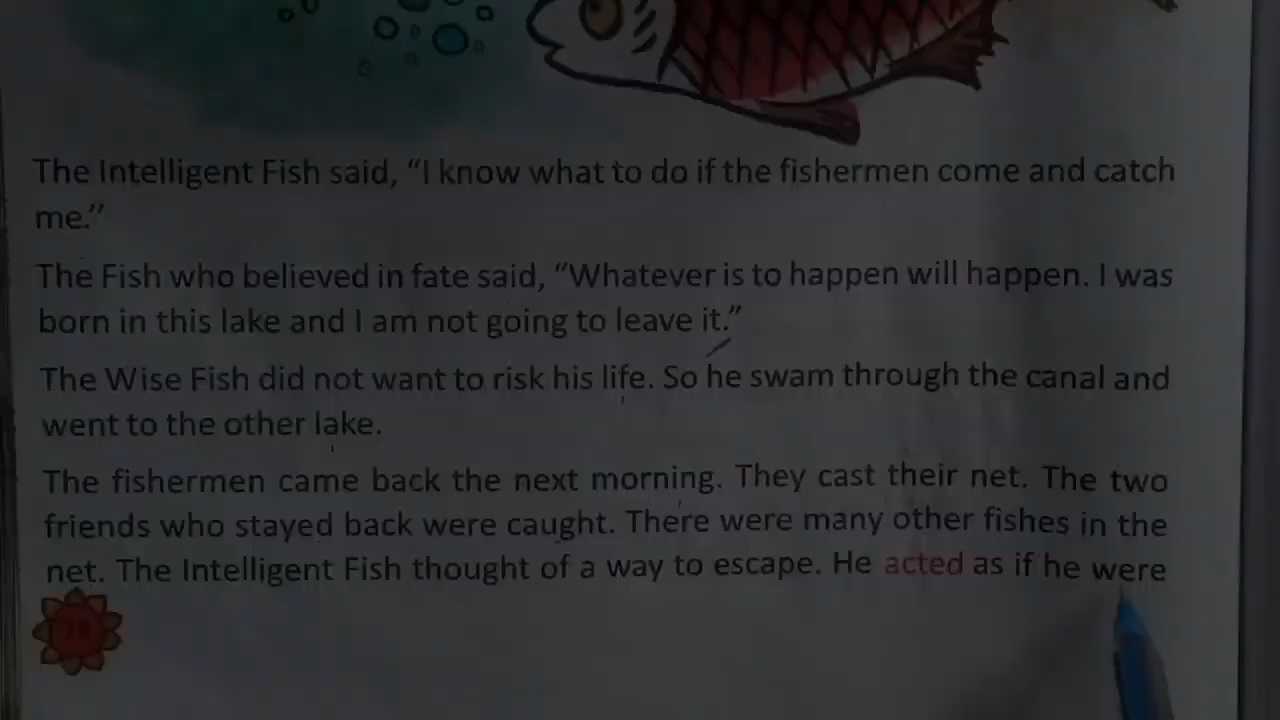 The Intelligent Fish said, “I know what to do if the fishermen come and catch
me.”
The Fish who believed in fate said, “Whatever is to happen will happen. I was
born in this lake and I am not going to leave it.”
The Wise Fish did not want to risk his life. So he swam through the canal and
went to the other lake.
The fishermen came back the next morning. They cast their net. The two
friends who stayed back were caught. There were many other fishes in the
net. The Intelligent Fish thought of a way to escape. He acted as if he were